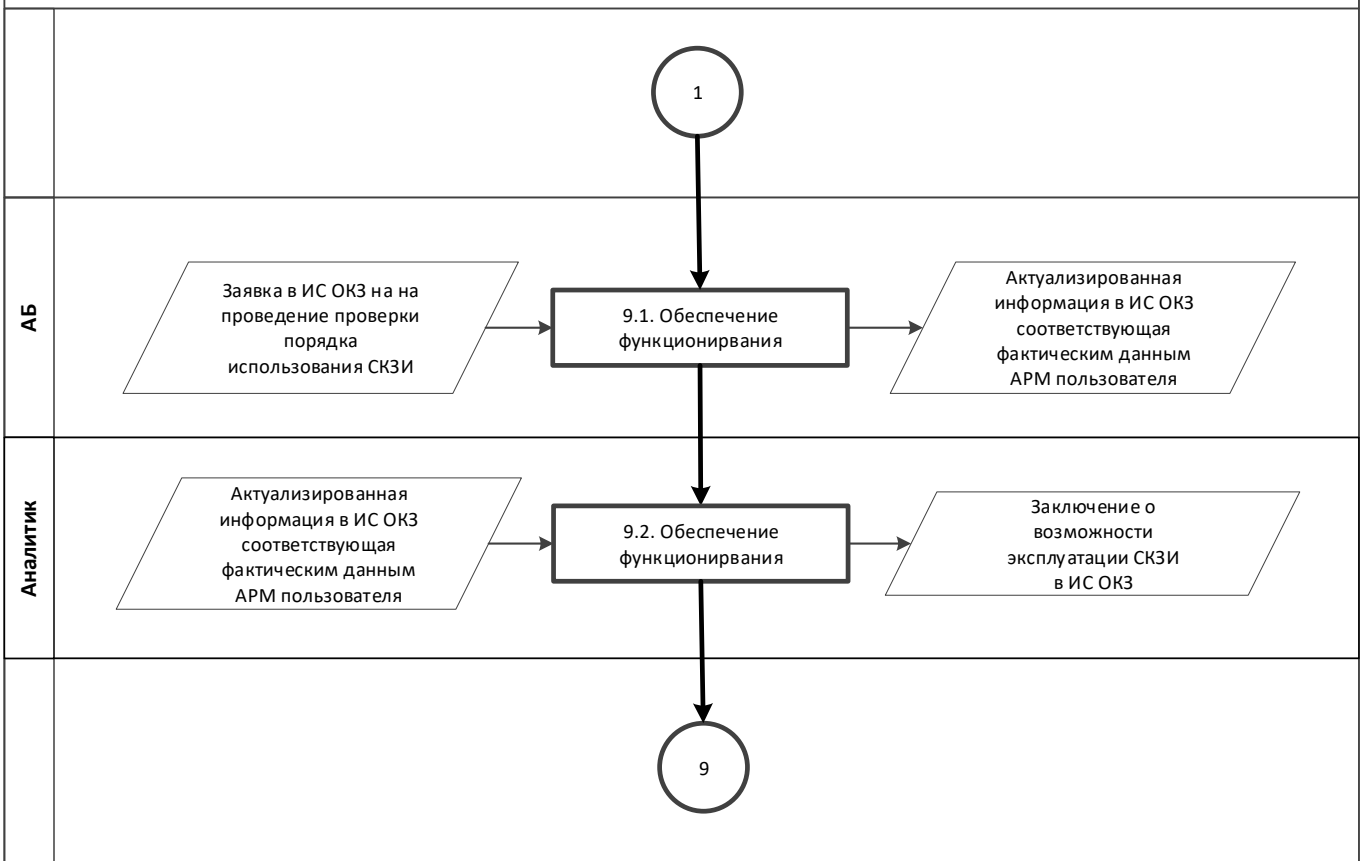 1
АБ
Заявка в ИС ОКЗ на на
проведение проверки
порядка
использования СКЗИ
9.1. Обеспечение
функционирвания
Актуализированная
информация в ИС ОКЗ
соответствующая
фактическим данным
АРМ пользователя
Аналитик
Актуализированная
информация в ИС ОКЗ
соответствующая
фактическим данным
АРМ пользователя
9.2. Обеспечение
функционирвания
Заключение о
возможности
эксплуатации СКЗИ
в ИС ОКЗ
9